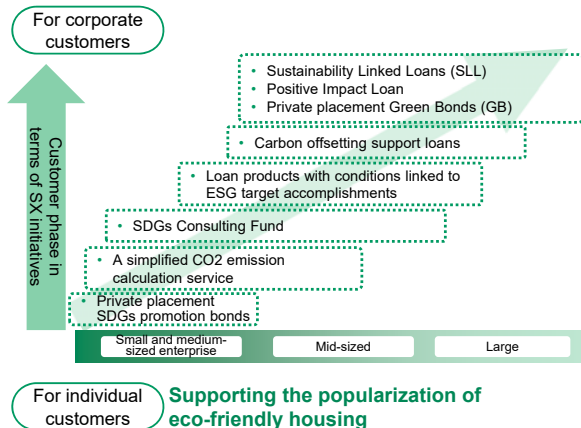 For corporate
customers
Customer phase in
terms of SX initiatives
• Sustainability Linked Loans (SLL)
• Positive Impact Loan
• Private placement Green Bonds (GB)
• Carbon offsetting support loans
• Loan products with conditions linked to
ESG target accomplishments
• SDGs Consulting Fund
• A simplified CO2 emission
calculation service
• Private placement
SDGs promotion bonds
Small and medium-
sized enterprise
Mid-sized
Large
For individual
customers
Supporting the popularization of
eco-friendly housing